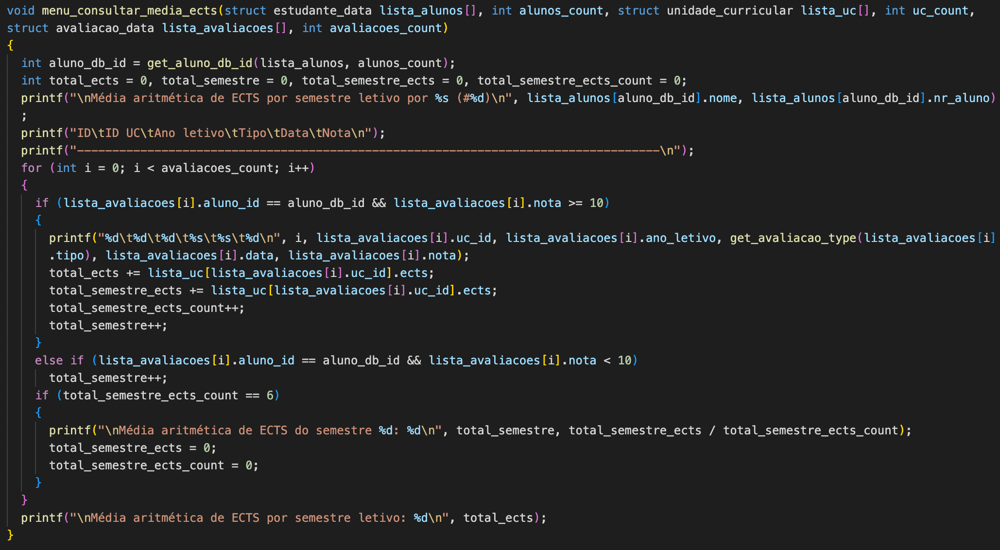 void menu_consultar_media_ects(struct estudante_data lista_alunos[], int alunos_count, struct unidade_curricular lista_uc[], int uc_count,
struct avaliacao_data lista_avaliacoes[], int avaliacoes_count)
{
int aluno_db_id = get_aluno_db_id(lista_alunos, alunos_count);
int total_ects = 0, total_semestre = 0, total_semestre_ects = 0, total_semestre_ects_count = 0;
printf("\nMédia aritmética de ECTS por semestre letivo por %s (#%d)\n", lista_alunos[aluno_db_id].nome, lista_alunos[aluno_db_id].nr_aluno)
;
printf("ID\tID UC\tAno letivo\tTipo\tData\tNota\n");
printf("-----------------------------------------------------------------------------------\n");
for (int i = 0; i < avaliacoes_count; i++)
{
if (lista_avaliacoes[i].aluno_id == aluno_db_id && lista_avaliacoes[i].nota >= 10)
{
printf("%d\t%d\t%d\t%s\t%s\t%d\n", i, lista_avaliacoes[i].uc_id, lista_avaliacoes[i].ano_letivo, get_avaliacao_type(lista_avaliacoes[i]
.tipo), lista_avaliacoes[i].data, lista_avaliacoes[i].nota);
total_ects += lista_uc[lista_avaliacoes[i].uc_id].ects;
total_semestre_ects += lista_uc[lista_avaliacoes[i].uc_id].ects;
total_semestre_ects_count++;
total_semestre++;
}
else if (lista_avaliacoes[i].aluno_id == aluno_db_id && lista_avaliacoes[i].nota < 10)
total_semestre++;
if (total_semestre_ects_count == 6)
{
printf("\nMédia aritmética de ECTS do semestre %d: %d\n", total_semestre, total_semestre_ects / total_semestre_ects_count);
total_semestre_ects = 0;
total_semestre_ects_count = 0;
}
}
printf("\nMédia aritmética de ECTS por semestre letivo: %d\n", total_ects);
}